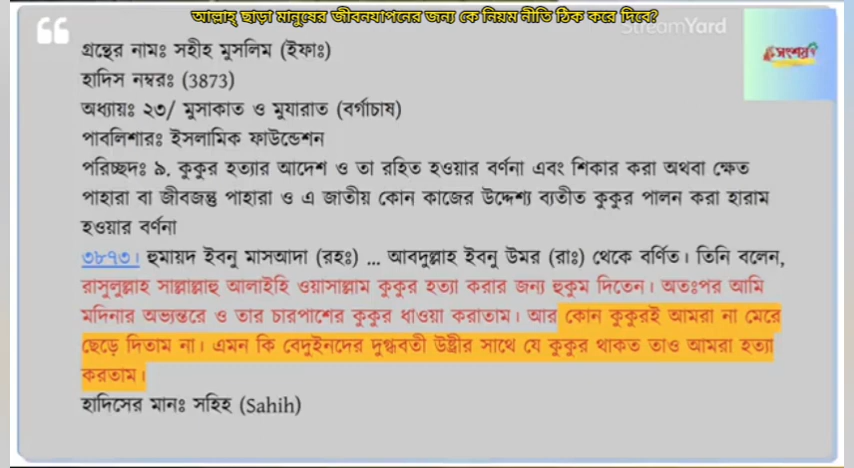 আল্লাহ্ ছাড়া মানুষের জীবনযাপনের জন্য কে নিয়ম নীতি ঠিক করে দিবে?
StreamYard
সংশয়
গ্রন্থের নামঃ সহীহ মুসলিম (ইফাঃ)
হাদিস নম্বরঃ (3873)
অধ্যায়ঃ ২৩/ মুসাকাত ও মুযারাত (বর্গাচাষ)
পাবলিশারঃ ইসলামিক ফাউন্ডেশন
পরিচ্ছদঃ ৯. কুকুর হত্যার আদেশ ও তা রহিত হওয়ার বর্ণনা এবং শিকার করা অথবা ক্ষেত
পাহারা বা জীবজন্তু পাহারা ও এ জাতীয় কোন কাজের উদ্দেশ্য ব্যতীত কুকুর পালন করা হারাম
হওয়ার বর্ণনা
৩৮৭৩। হুমায়দ ইবনু মাসআদা (রহঃ) ... আবদুল্লাহ ইবনু উমর (রাঃ) থেকে বর্ণিত। তিনি বলেন,
রাসুলুল্লাহ সাল্লাল্লাহু আলাইহি ওয়াসাল্লাম কুকুর হত্যা করার জন্য হুকুম দিতেন। অতঃপর আমি
মদিনার অভ্যন্তরে ও তার চারপাশের কুকুর ধাওয়া করাতাম। আর কোন কুকুরই আমরা না মেরে
ছেড়ে দিতাম না। এমন কি বেদুইনদের দুগ্ধবতী উষ্ট্রীর সাথে যে কুকুর থাকত তাও আমরা হত্যা
করতাম।
হাদিসের মানঃ সহিহ (Sahih)